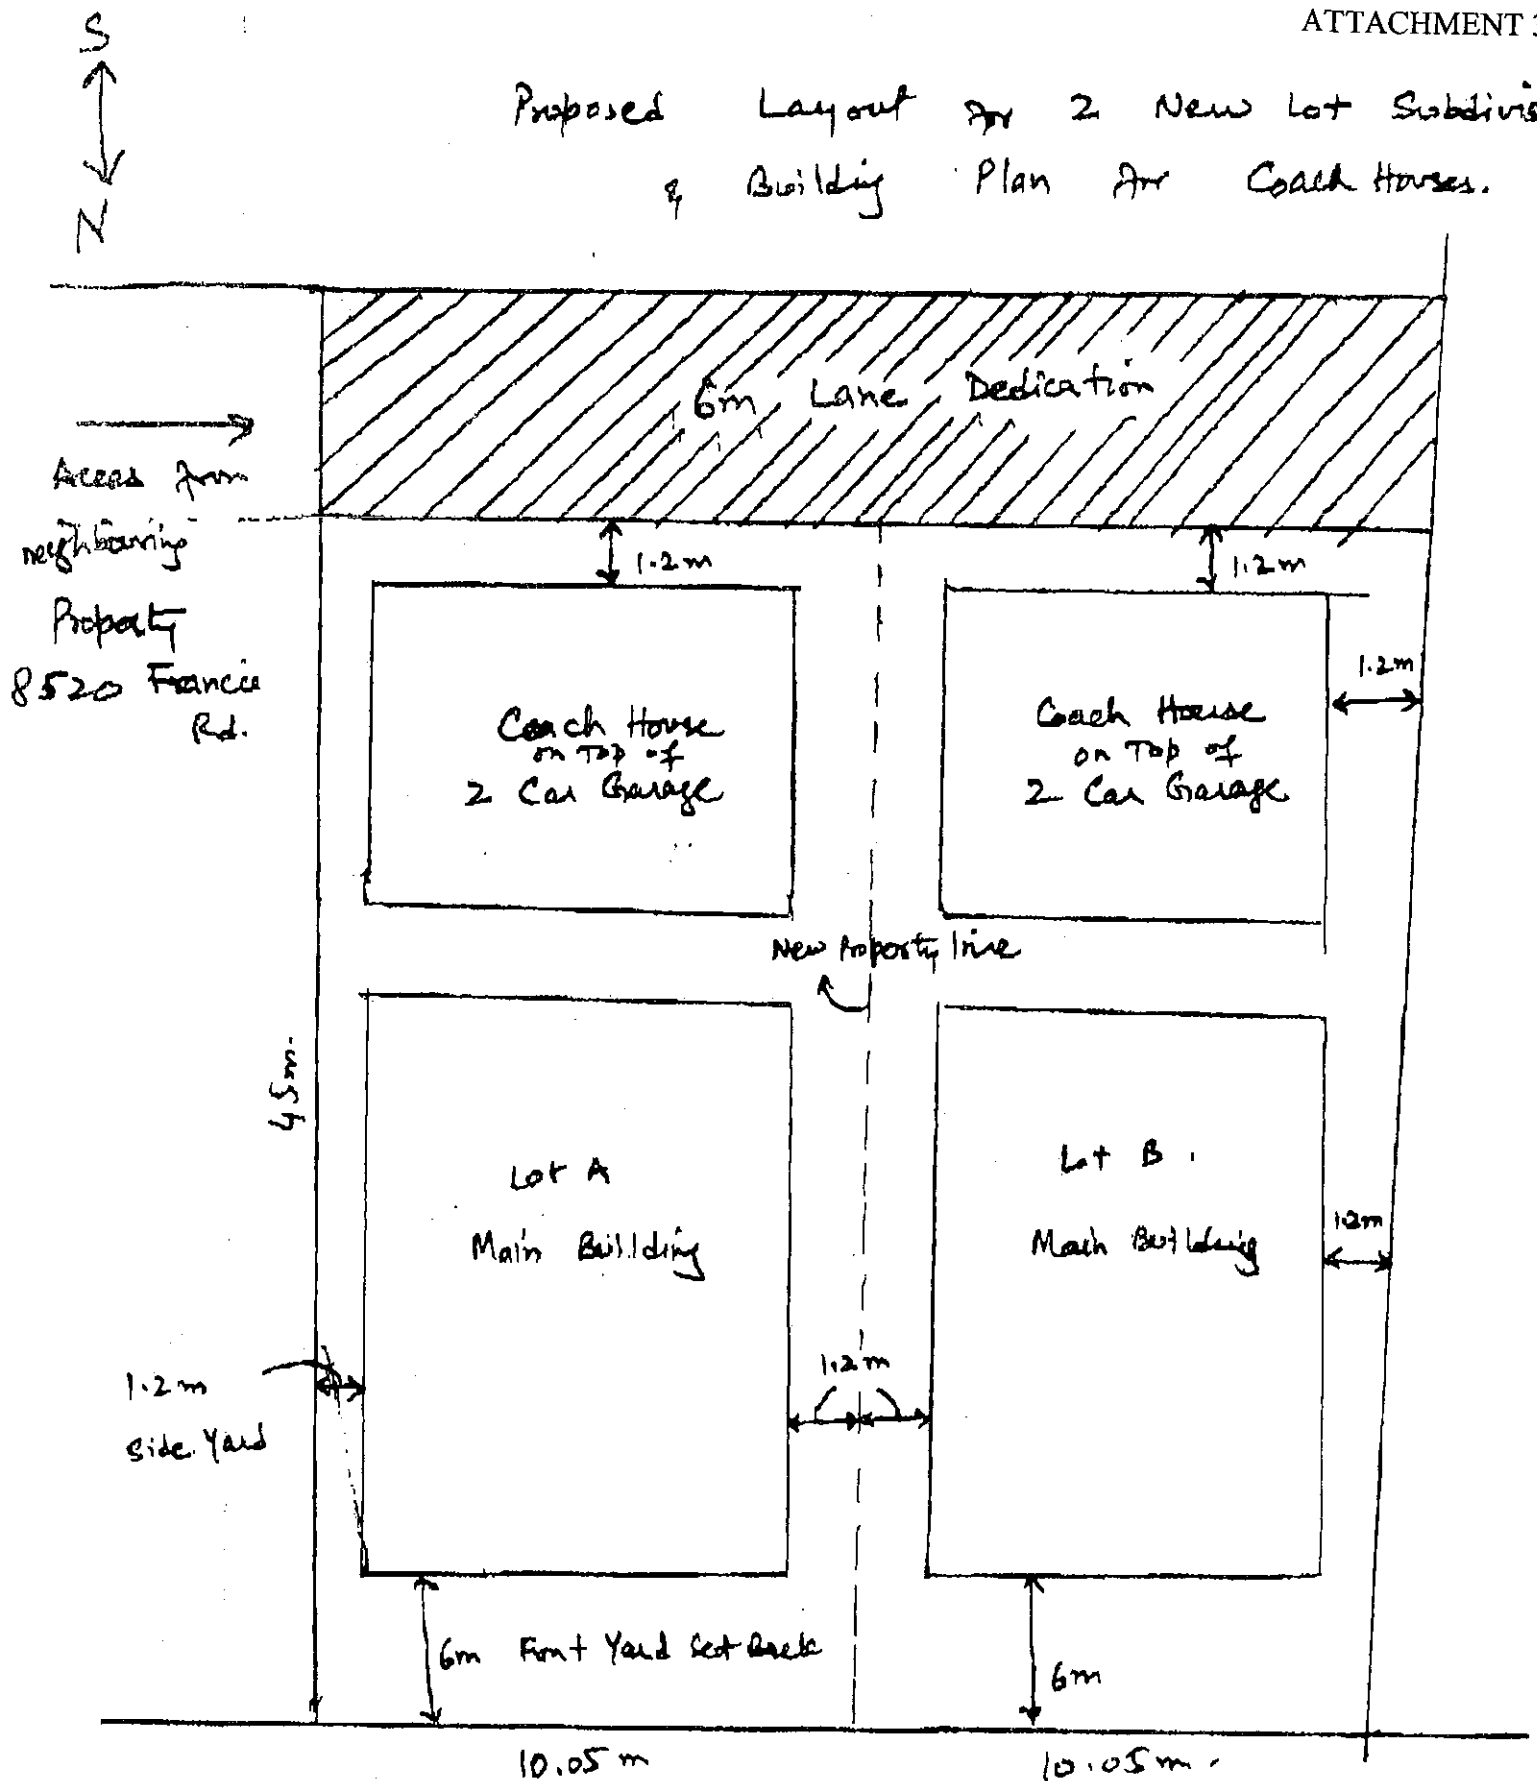 ATTACHMENT 3
S
N
Proposed Layout for 2 New Lot Subdivis
& Building Plan for Coach Houses.
6m Lane Dedication
Access from
neighbouring
Property
8520 Francis
Rd.
1.2m
1.2m
1.2m
Coach House
on Top of
2 Car Garage
Coach House
on Top of
2 Car Garage
New Property line
45m.
Lot A
Main Building
Lot B.
Main Building
1.2m
1.2m
1.2m
Side Yard
6m Front Yard Set Back
6m
10.05m
10.05m.